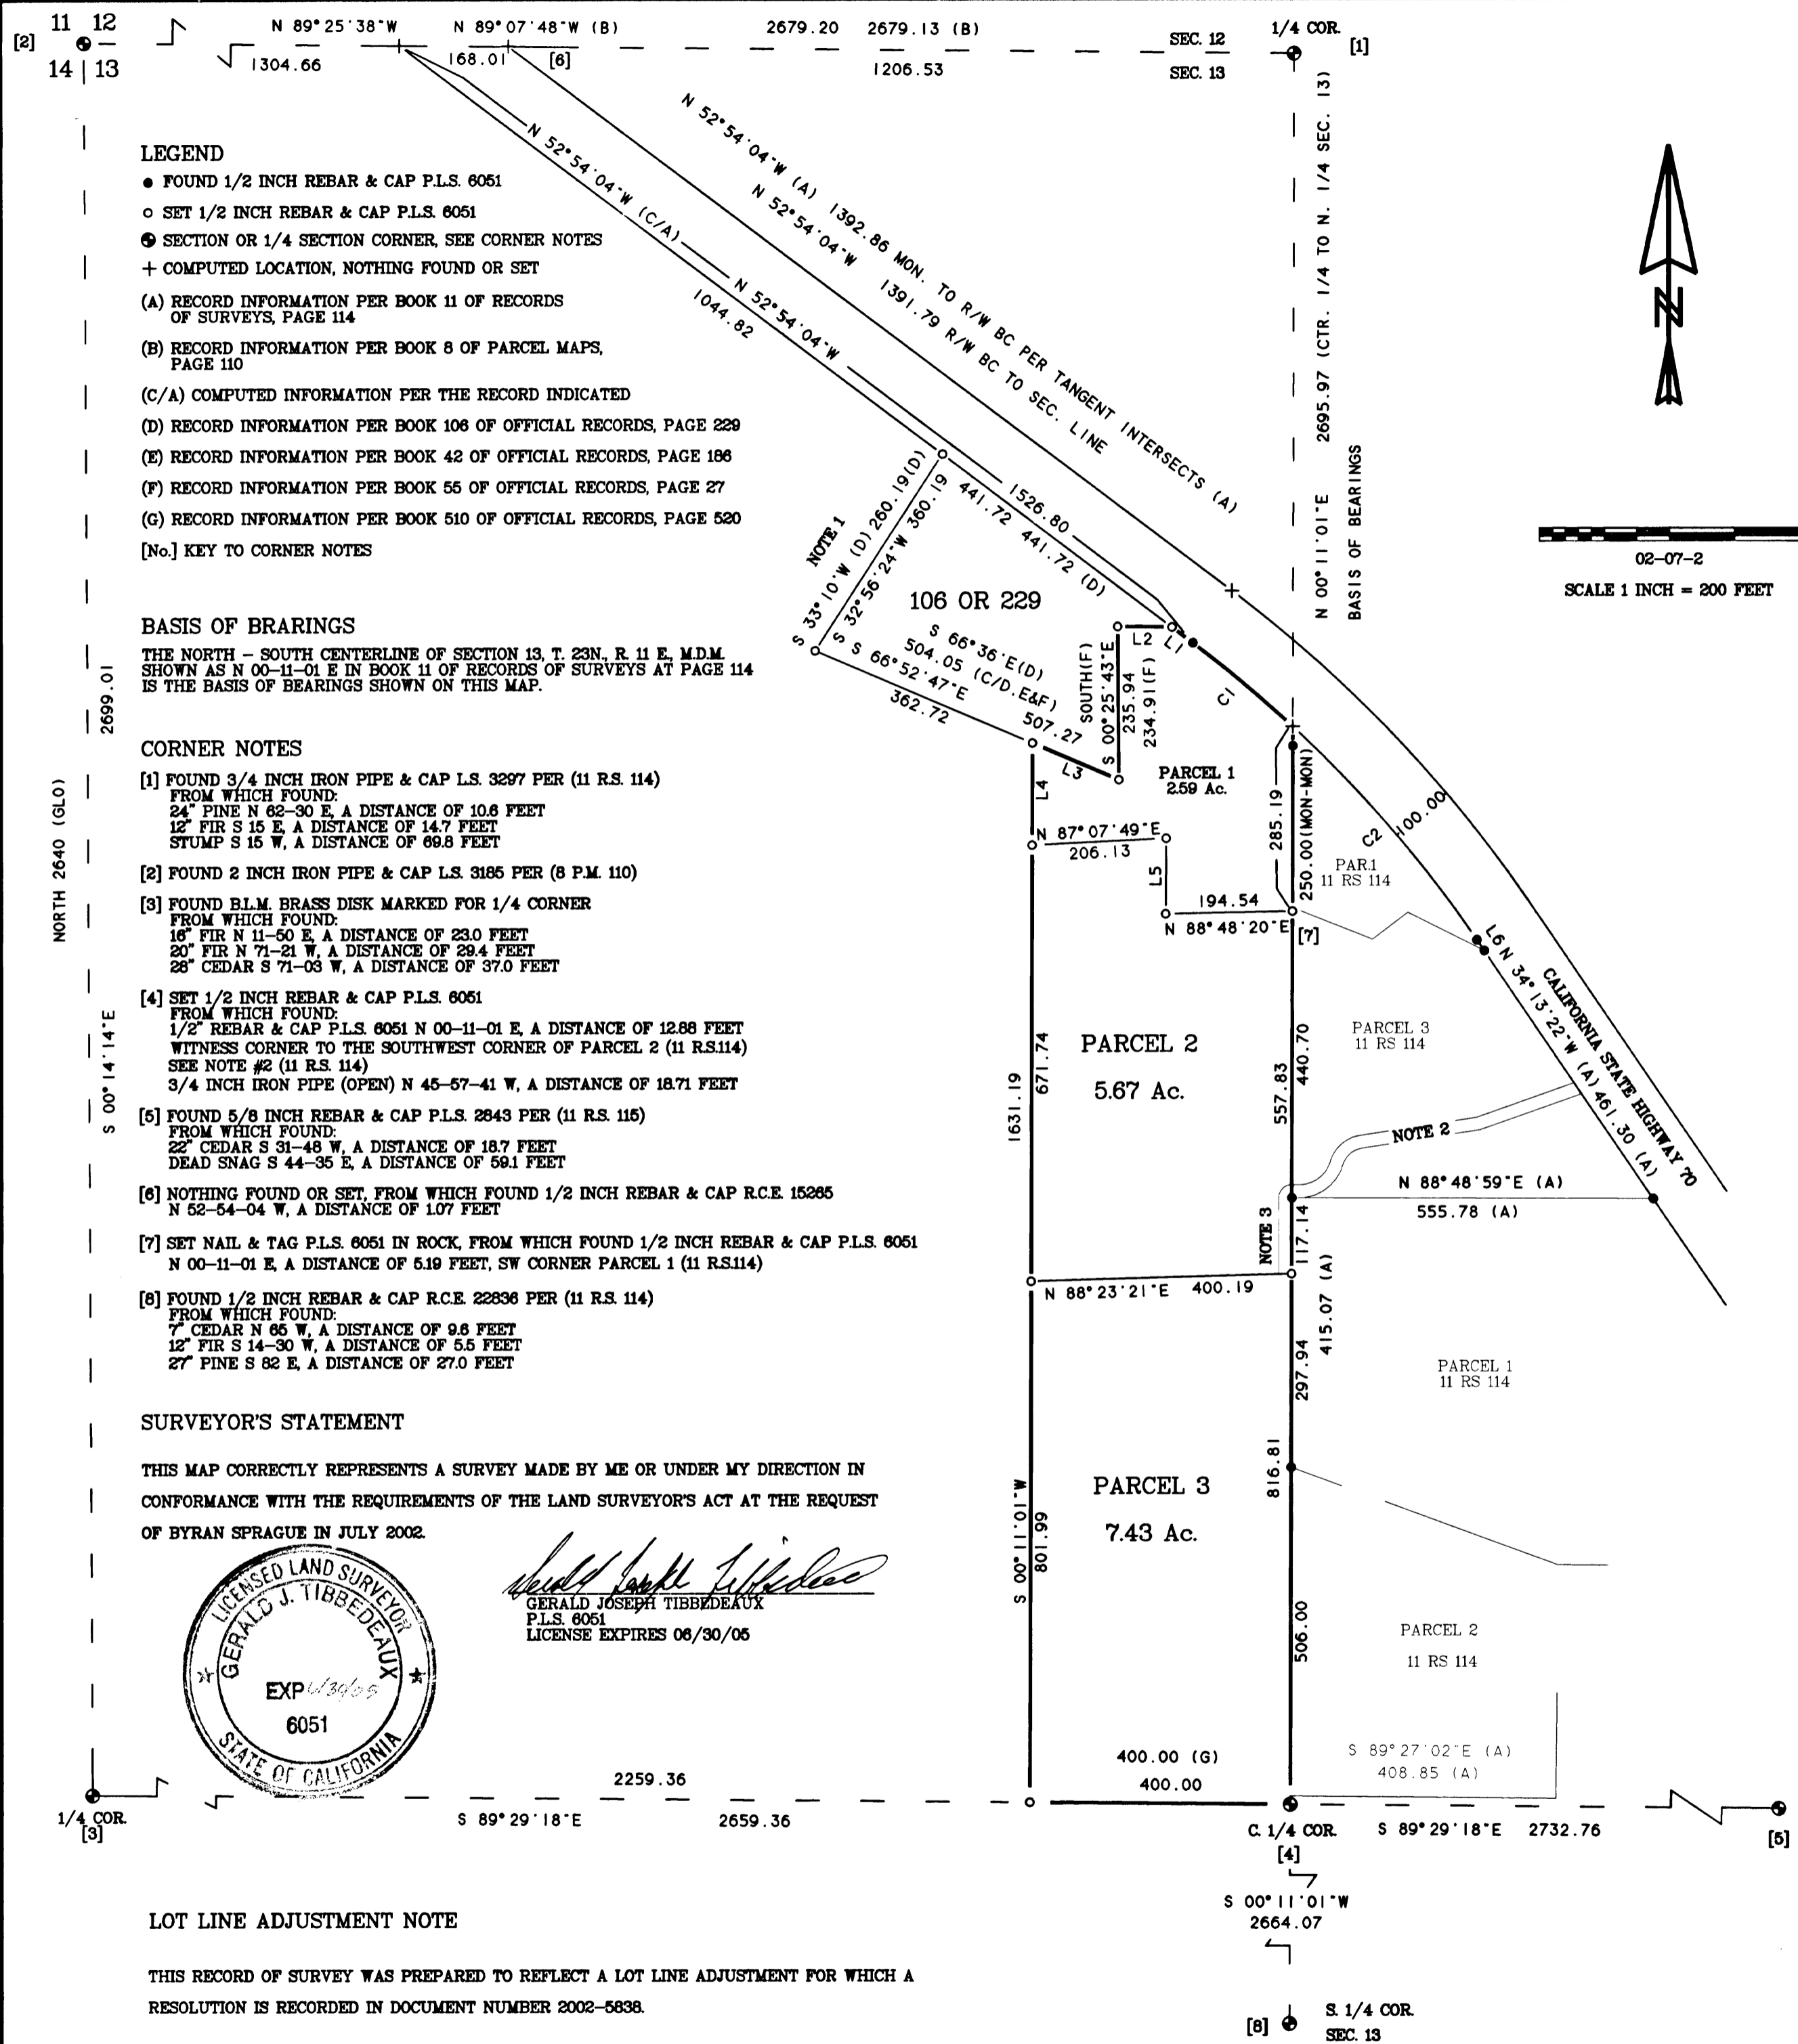 11 12
[2]
14 13
N 89°25'38"W
N 89°07'48"W (B)
2679.20 2679.13 (B)
1304.66
168.01
[6]
1206.53
SEC. 12
SEC. 13
1/4 COR.
[1]
LEGEND
● FOUND 1/2 INCH REBAR & CAP P.L.S. 6051
○ SET 1/2 INCH REBAR & CAP P.L.S. 6051
SECTION OR 1/4 SECTION CORNER, SEE CORNER NOTES
+ COMPUTED LOCATION, NOTHING FOUND OR SET
(A) RECORD INFORMATION PER BOOK 11 OF RECORDS
OF SURVEYS, PAGE 114
(B) RECORD INFORMATION PER BOOK 8 OF PARCEL MAPS,
PAGE 110
(C/A) COMPUTED INFORMATION PER THE RECORD INDICATED
(D) RECORD INFORMATION PER BOOK 106 OF OFFICIAL RECORDS, PAGE 229
(E) RECORD INFORMATION PER BOOK 42 OF OFFICIAL RECORDS, PAGE 186
(F) RECORD INFORMATION PER BOOK 55 OF OFFICIAL RECORDS, PAGE 27
(G) RECORD INFORMATION PER BOOK 510 OF OFFICIAL RECORDS, PAGE 520
[No.] KEY TO CORNER NOTES
BASIS OF BRARINGS
THE NORTH - SOUTH CENTERLINE OF SECTION 13, T. 23N., R. 11 E., M.D.M.
SHOWN AS N 00-11-01 E IN BOOK 11 OF RECORDS OF SURVEYS AT PAGE 114
IS THE BASIS OF BEARINGS SHOWN ON THIS MAP.
CORNER NOTES
[1] FOUND 3/4 INCH IRON PIPE & CAP L.S. 3297 PER (11 R.S. 114)
FROM WHICH FOUND:
24" PINE N 62-30 E, A DISTANCE OF 10.6 FEET
12" FIR S 15 E, A DISTANCE OF 14.7 FEET
STUMP S 15 W, A DISTANCE OF 69.8 FEET
[2] FOUND 2 INCH IRON PIPE & CAP L.S. 3185 PER (8 P.M. 110)
[3] FOUND B.L.M. BRASS DISK MARKED FOR 1/4 CORNER
FROM WHICH FOUND:
16" FIR N 11-50 E, A DISTANCE OF 23.0 FEET
20" FIR N 71-21 W, A DISTANCE OF 29.4 FEET
28" CEDAR S 71-03 W, A DISTANCE OF 37.0 FEET
[4] SET 1/2 INCH REBAR & CAP P.L.S. 6051
FROM WHICH FOUND:
1/2" REBAR & CAP P.L.S. 6051 N 00-11-01 E, A DISTANCE OF 12.88 FEET
WITNESS CORNER TO THE SOUTHWEST CORNER OF PARCEL 2 (11 R.S.114)
SEE NOTE #2 (11 R.S. 114)
3/4 INCH IRON PIPE (OPEN) N 45-57-41 W, A DISTANCE OF 18.71 FEET
[5] FOUND 5/8 INCH REBAR & CAP P.L.S. 2843 PER (11 R.S. 115)
FROM WHICH FOUND:
22" CEDAR S 31-48 W, A DISTANCE OF 18.7 FEET
DEAD SNAG S 44-35 E, A DISTANCE OF 59.1 FEET
[6] NOTHING FOUND OR SET, FROM WHICH FOUND 1/2 INCH REBAR & CAP R.C.E. 15265
N 52-54-04 W, A DISTANCE OF 1.07 FEET
[7] SET NAIL & TAG P.L.S. 6051 IN ROCK, FROM WHICH FOUND 1/2 INCH REBAR & CAP P.L.S. 6051
N 00-11-01 E, A DISTANCE OF 5.19 FEET, SW CORNER PARCEL 1 (11 R.S.114)
[8] FOUND 1/2 INCH REBAR & CAP R.C.E. 22836 PER (11 R.S. 114)
FROM WHICH FOUND:
7" CEDAR N 65 W, A DISTANCE OF 9.6 FEET
12" FIR S 14-30 W, A DISTANCE OF 5.5 FEET
27" PINE S 82 E, A DISTANCE OF 27.0 FEET
SURVEYOR'S STATEMENT
THIS MAP CORRECTLY REPRESENTS A SURVEY MADE BY ME OR UNDER MY DIRECTION IN
CONFORMANCE WITH THE REQUIREMENTS OF THE LAND SURVEYOR'S ACT AT THE REQUEST
OF BYRAN SPRAGUE IN JULY 2002.
GERALD JOSEPH TIBBEDEAUX
P.L.S. 6051
LICENSE EXPIRES 06/30/05
LICENSED LAND SURVEYOR
GERALD J. TIBBEDEAUX
EXP 6/30/05
6051
STATE OF CALIFORNIA
NORTH 2640 (GLO)
2699.01
S 00°14'14"E
N 52°54'04"W (C/A)
N 52°54'04"W
1044.82
N 52°54'04"W (A) 1392.86 MON. TO R/W BC PER TANGENT INTERSECTS (A)
N 52°54'04"W 1391.79 R/W BC TO SEC. LINE
1526.80
441.72 441.72 (D)
N 00°11'01"E 2695.97 (CTR. 1/4 TO N. 1/4 SEC. 13)
BASIS OF BEARINGS
N
02-07-2
SCALE 1 INCH = 200 FEET
NOTE 1
S 33°10'W (D) 260.19(D)
S 32°56'24"W 360.19
106 OR 229
S 66°36'E(D)
504.05 (C/D.E&F)
S 66°52'47"E
507.27
362.72
SOUTH(F)
S 00°25'43"E
235.94
234.91(F)
L2
L1
C1
L3
L4
PARCEL 1
2.59 Ac.
N 87°07'49"E
206.13
L5
194.54
N 88°48'20"E
[7]
285.19
250.00(MON-MON)
C2
100.00
PAR.1
11 RS 114
L6
N 34°13'22"W (A) 461.30 (A)
CALIFORNIA STATE HIGHWAY 70
PARCEL 2
5.67 Ac.
1631.19
671.74
557.83
440.70
PARCEL 3
11 RS 114
NOTE 2
N 88°48'59"E (A)
555.78 (A)
NOTE 3
117.14
415.07 (A)
N 88°23'21"E 400.19
297.94
PARCEL 1
11 RS 114
PARCEL 3
7.43 Ac.
S 00°11'01"W
801.99
816.81
506.00
PARCEL 2
11 RS 114
S 89°27'02"E (A)
408.85 (A)
400.00 (G)
400.00
2259.36
1/4 COR.
[3]
S 89°29'18"E
2659.36
C. 1/4 COR.
[4]
S 89°29'18"E 2732.76
[5]
S 00°11'01"W
2664.07
[8]
S. 1/4 COR.
SEC. 13
LOT LINE ADJUSTMENT NOTE
THIS RECORD OF SURVEY WAS PREPARED TO REFLECT A LOT LINE ADJUSTMENT FOR WHICH A
RESOLUTION IS RECORDED IN DOCUMENT NUMBER 2002-5838.